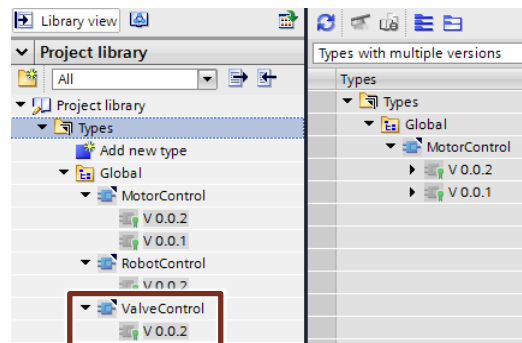 Library view
Project library
All
Project library
Types
Add new type
Global
MotorControl
V 0.0.2
V 0.0.1
RobotControl
V 0.0.2
ValveControl
V 0.0.2
Types with multiple versions
Types
Types
Global
MotorControl
V 0.0.2
V 0.0.1